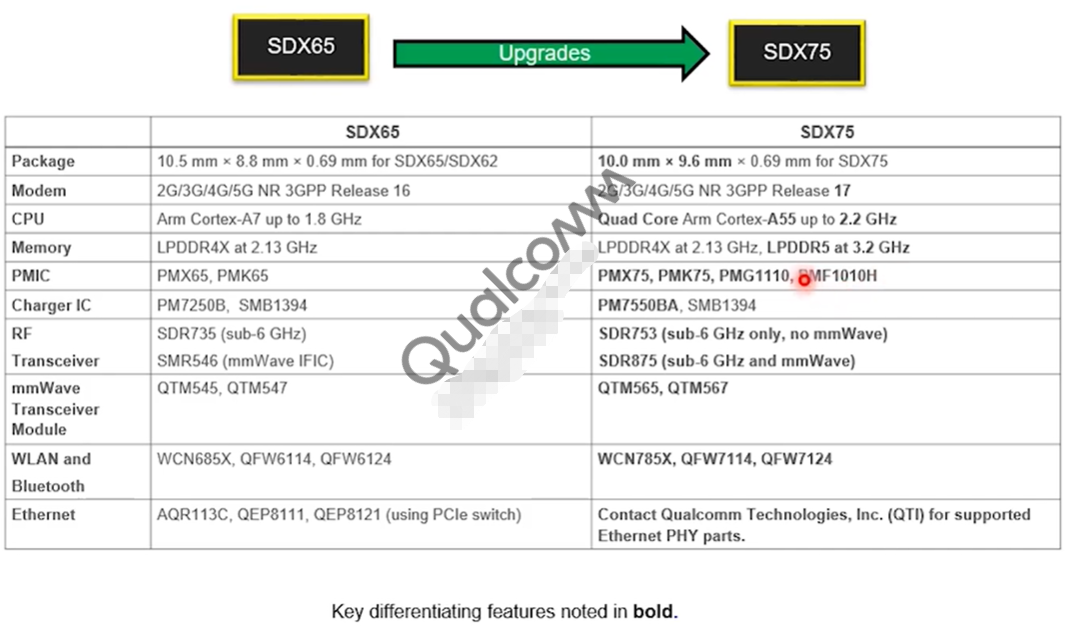 SDX65
Upgrades
SDX75
SDX65 SDX75
Package 10.5 mm × 8.8 mm × 0.69 mm for SDX65/SDX62 10.0 mm × 9.6 mm × 0.69 mm for SDX75
Modem 2G/3G/4G/5G NR 3GPP Release 16 2G/3G/4G/5G NR 3GPP Release 17
CPU Arm Cortex-A7 up to 1.8 GHz Quad Core Arm Cortex-A55 up to 2.2 GHz
Memory LPDDR4X at 2.13 GHz LPDDR4X at 2.13 GHz, LPDDR5 at 3.2 GHz
PMIC PMX65, PMK65 PMX75, PMK75, PMG1110, PMF1010H
Charger IC PM7250B, SMB1394 PM7550BA, SMB1394
RF SDR735 (sub-6 GHz) SDR753 (sub-6 GHz only, no mmWave)
Transceiver SMR546 (mmWave IFIC) SDR875 (sub-6 GHz and mmWave)
mmWave QTM545, QTM547 QTM565, QTM567
Transceiver
Module
WLAN and WCN685X, QFW6114, QFW6124 WCN785X, QFW7114, QFW7124
Bluetooth
Ethernet AQR113C, QEP8111, QEP8121 (using PCIe switch) Contact Qualcomm Technologies, Inc. (QTI) for supported
Ethernet PHY parts.
Qualcomm
Key differentiating features noted in bold.